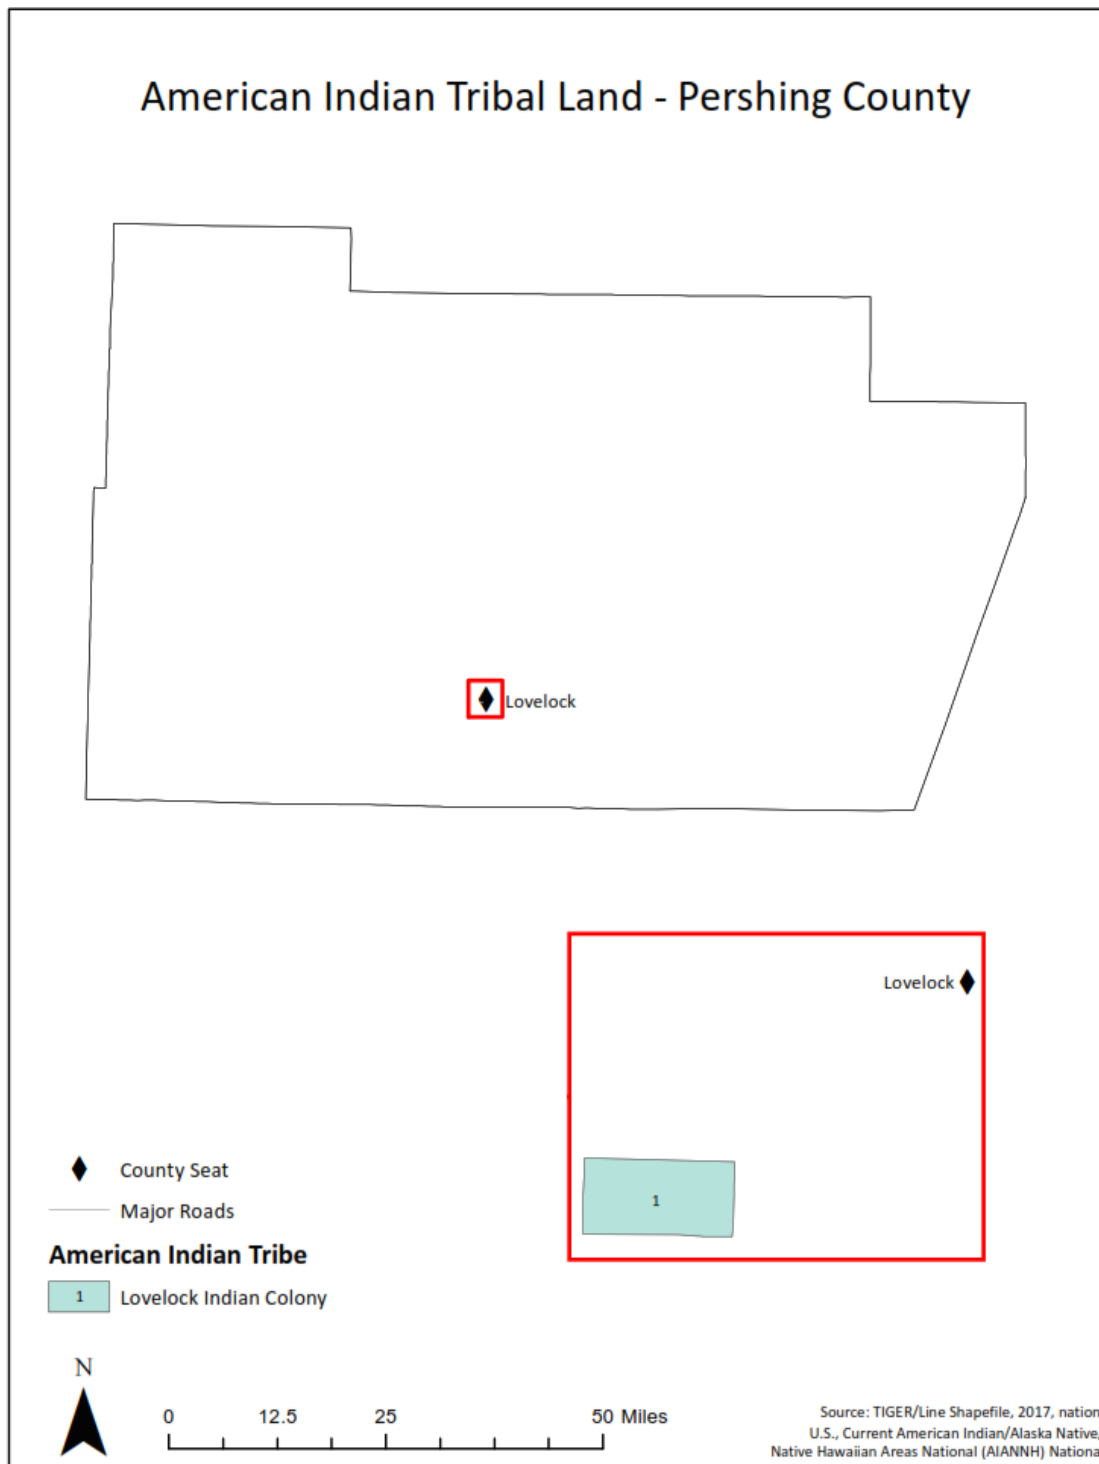 American Indian Tribal Land - Pershing County
Lovelock
Lovelock
1
County Seat
Major Roads
American Indian Tribe
1 Lovelock Indian Colony
N
0 12.5 25 50 Miles
Source: TIGER/Line Shapefile, 2017, nation
U.S., Current American Indian/Alaska Native,
Native Hawaiian Areas National (AIANNH) Nationa